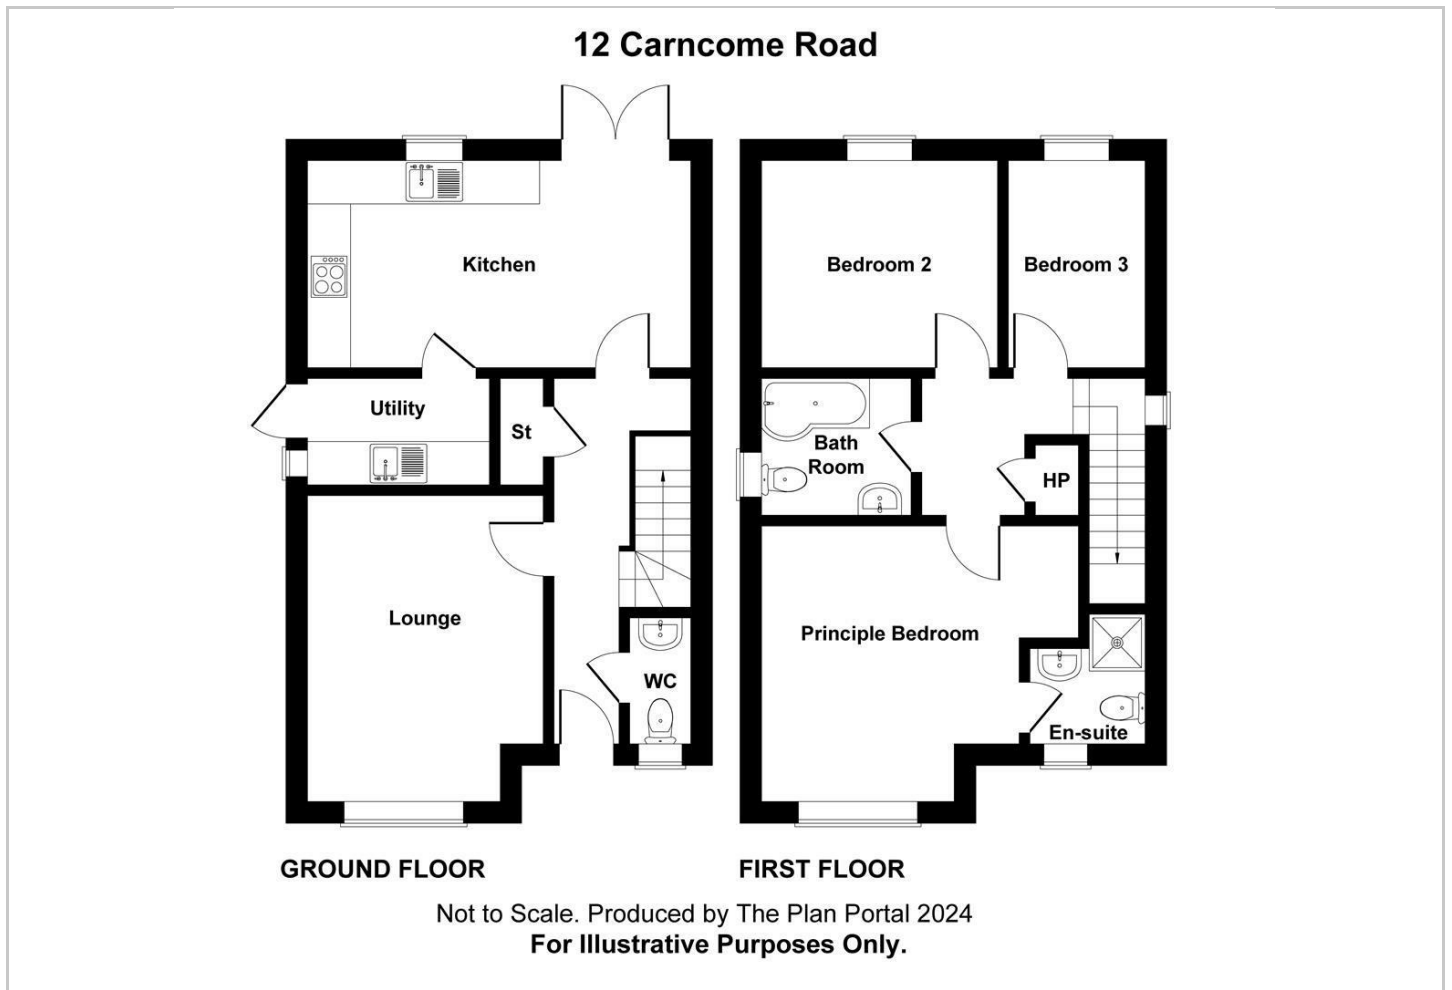 12 Carncome Road
Kitchen
Utility
St
Lounge
WC
Bedroom 2
Bedroom 3
Bath
Room
HP
Principle Bedroom
En-suite
GROUND FLOOR
FIRST FLOOR
Not to Scale. Produced by The Plan Portal 2024
For Illustrative Purposes Only.